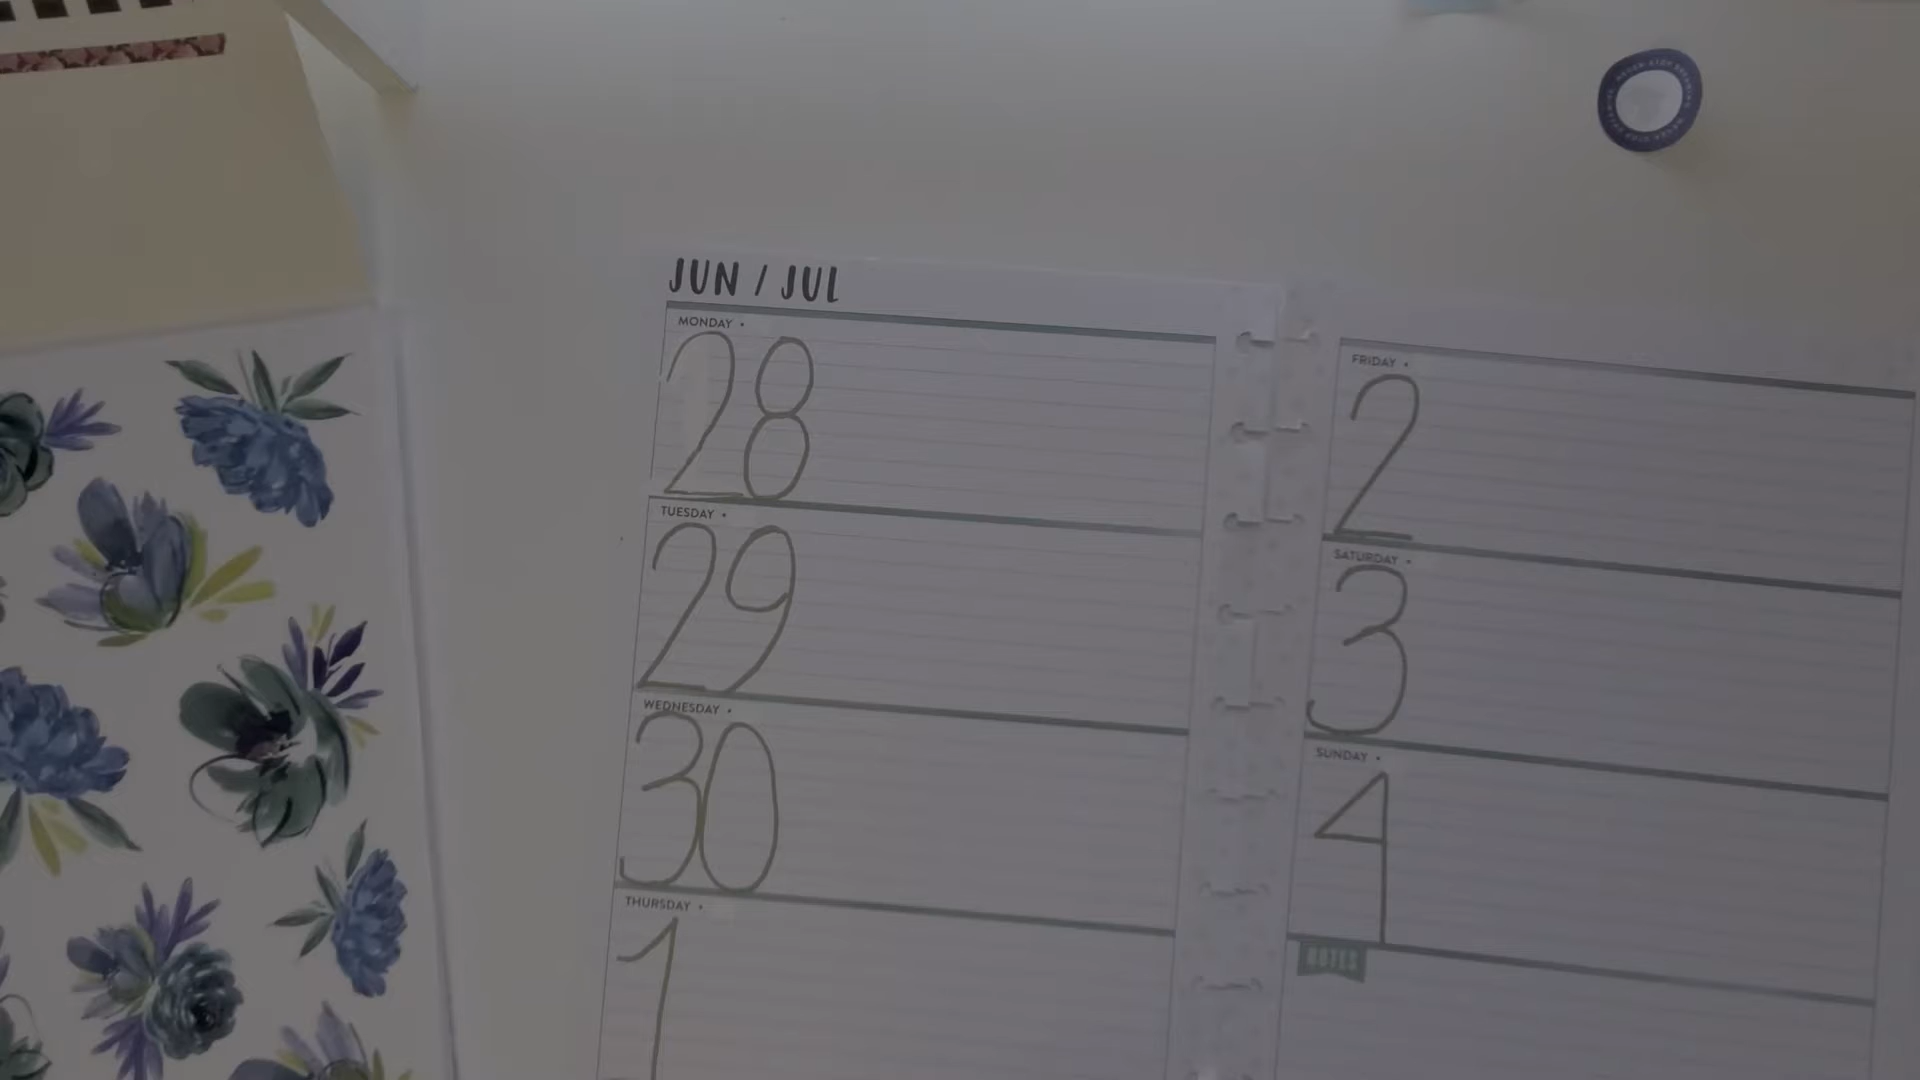 JUN / JUL
MONDAY •
28
TUESDAY •
29
WEDNESDAY •
30
THURSDAY •
1
FRIDAY •
2
SATURDAY •
3
SUNDAY •
4
NOTES